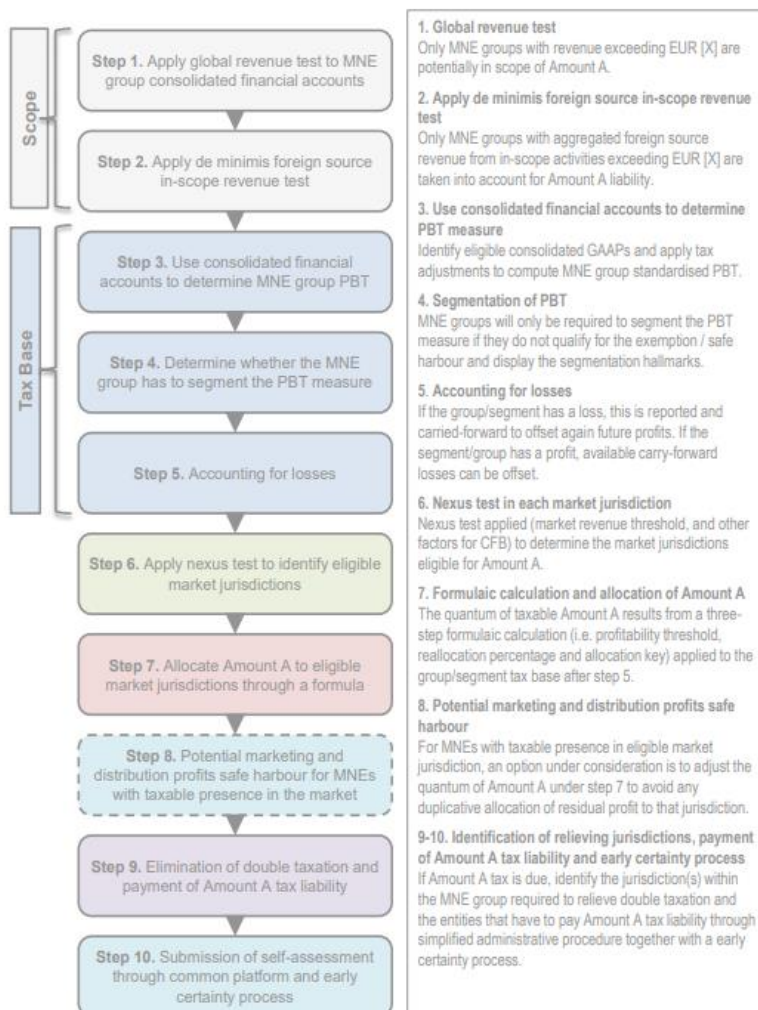 Scope
Step 1. Apply global revenue test to MNE
group consolidated financial accounts
Step 2. Apply de minimis foreign source
in-scope revenue test
Tax Base
Step 3. Use consolidated financial
accounts to determine MNE group PBT
Step 4. Determine whether the MNE
group has to segment the PBT measure
Step 5. Accounting for losses
Step 6. Apply nexus test to identify eligible
market jurisdictions
Step 7. Allocate Amount A to eligible
market jurisdictions through a formula
Step 8. Potential marketing and
distribution profits safe harbour for MNEs
with taxable presence in the market
Step 9. Elimination of double taxation and
payment of Amount A tax liability
Step 10. Submission of self-assessment
through common platform and early
certainty process
1. Global revenue test
Only MNE groups with revenue exceeding EUR [X] are
potentially in scope of Amount A.
2. Apply de minimis foreign source in-scope revenue
test
Only MNE groups with aggregated foreign source
revenue from in-scope activities exceeding EUR [X] are
taken into account for Amount A liability.
3. Use consolidated financial accounts to determine
PBT measure
Identify eligible consolidated GAAPs and apply tax
adjustments to compute MNE group standardised PBT.
4. Segmentation of PBT
MNE groups will only be required to segment the PBT
measure if they do not qualify for the exemption / safe
harbour and display the segmentation hallmarks.
5. Accounting for losses
If the group/segment has a loss, this is reported and
carried-forward to offset again future profits. If the
segment/group has a profit, available carry-forward
losses can be offset.
6. Nexus test in each market jurisdiction
Nexus test applied (market revenue threshold, and other
factors for CFB) to determine the market jurisdictions
eligible for Amount A.
7. Formulaic calculation and allocation of Amount A
The quantum of taxable Amount A results from a three-
step formulaic calculation (i.e. profitability threshold,
reallocation percentage and allocation key) applied to the
group/segment tax base after step 5.
8. Potential marketing and distribution profits safe
harbour
For MNEs with taxable presence in eligible market
jurisdiction, an option under consideration is to adjust the
quantum of Amount A under step 7 to avoid any
duplicative allocation of residual profit to that jurisdiction.
9-10. Identification of relieving jurisdictions, payment
of Amount A tax liability and early certainty process
If Amount A tax is due, identify the jurisdiction(s) within
the MNE group required to relieve double taxation and
the entities that have to pay Amount A tax liability through
simplified administrative procedure together with a early
certainty process.